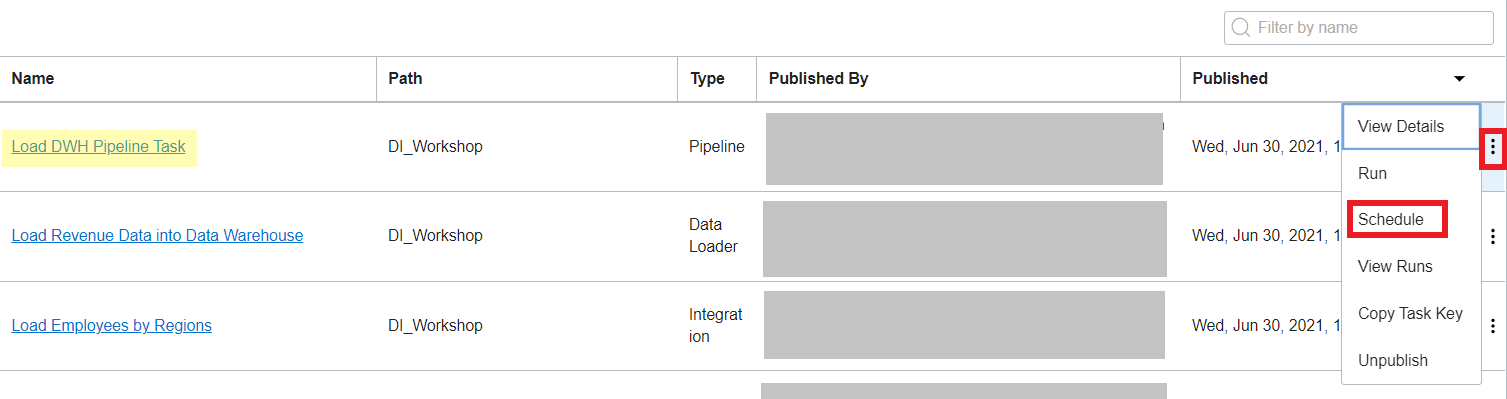 Filter by name
Name Path Type Published By Published
Load DWH Pipeline Task DI_Workshop Pipeline Wed, Jun 30, 2021, 1
Load Revenue Data into Data Warehouse DI_Workshop Data Loader Wed, Jun 30, 2021, 1
Load Employees by Regions DI_Workshop Integrat
ion Wed, Jun 30, 2021, 1
View Details
Run
Schedule
View Runs
Copy Task Key
Unpublish